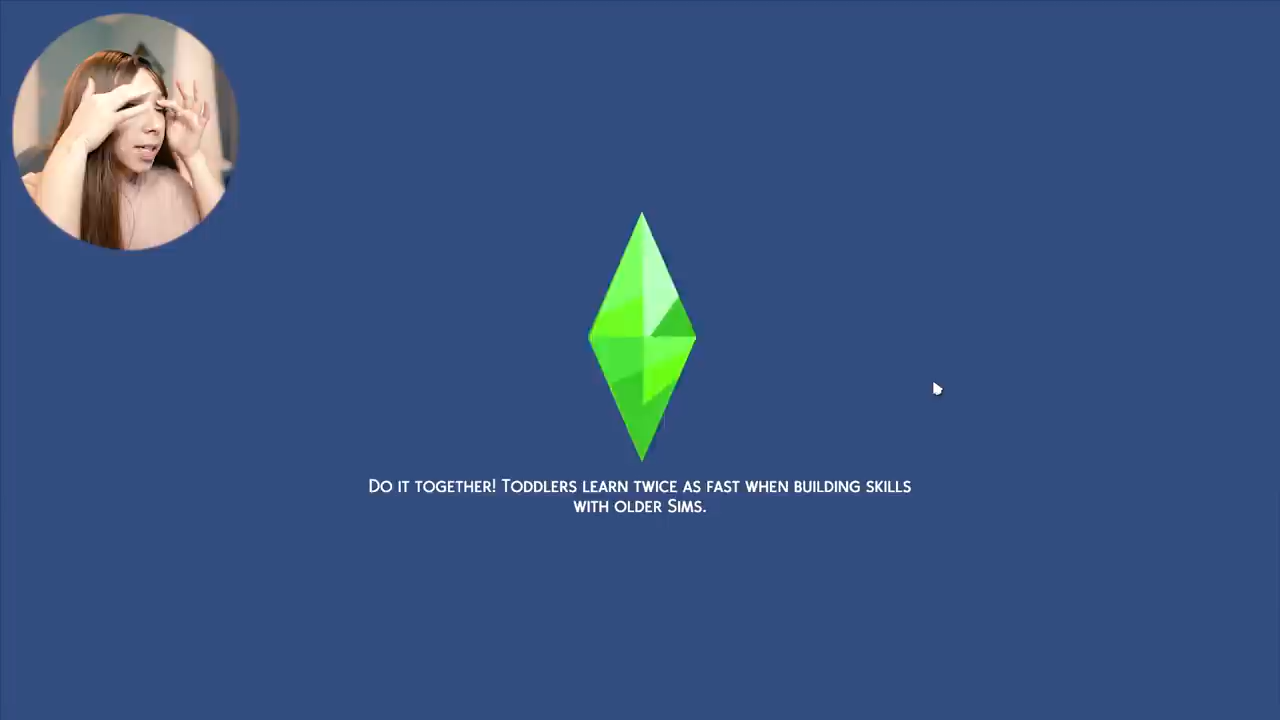 Do it together! Toddlers learn twice as fast when building skills
with older Sims.